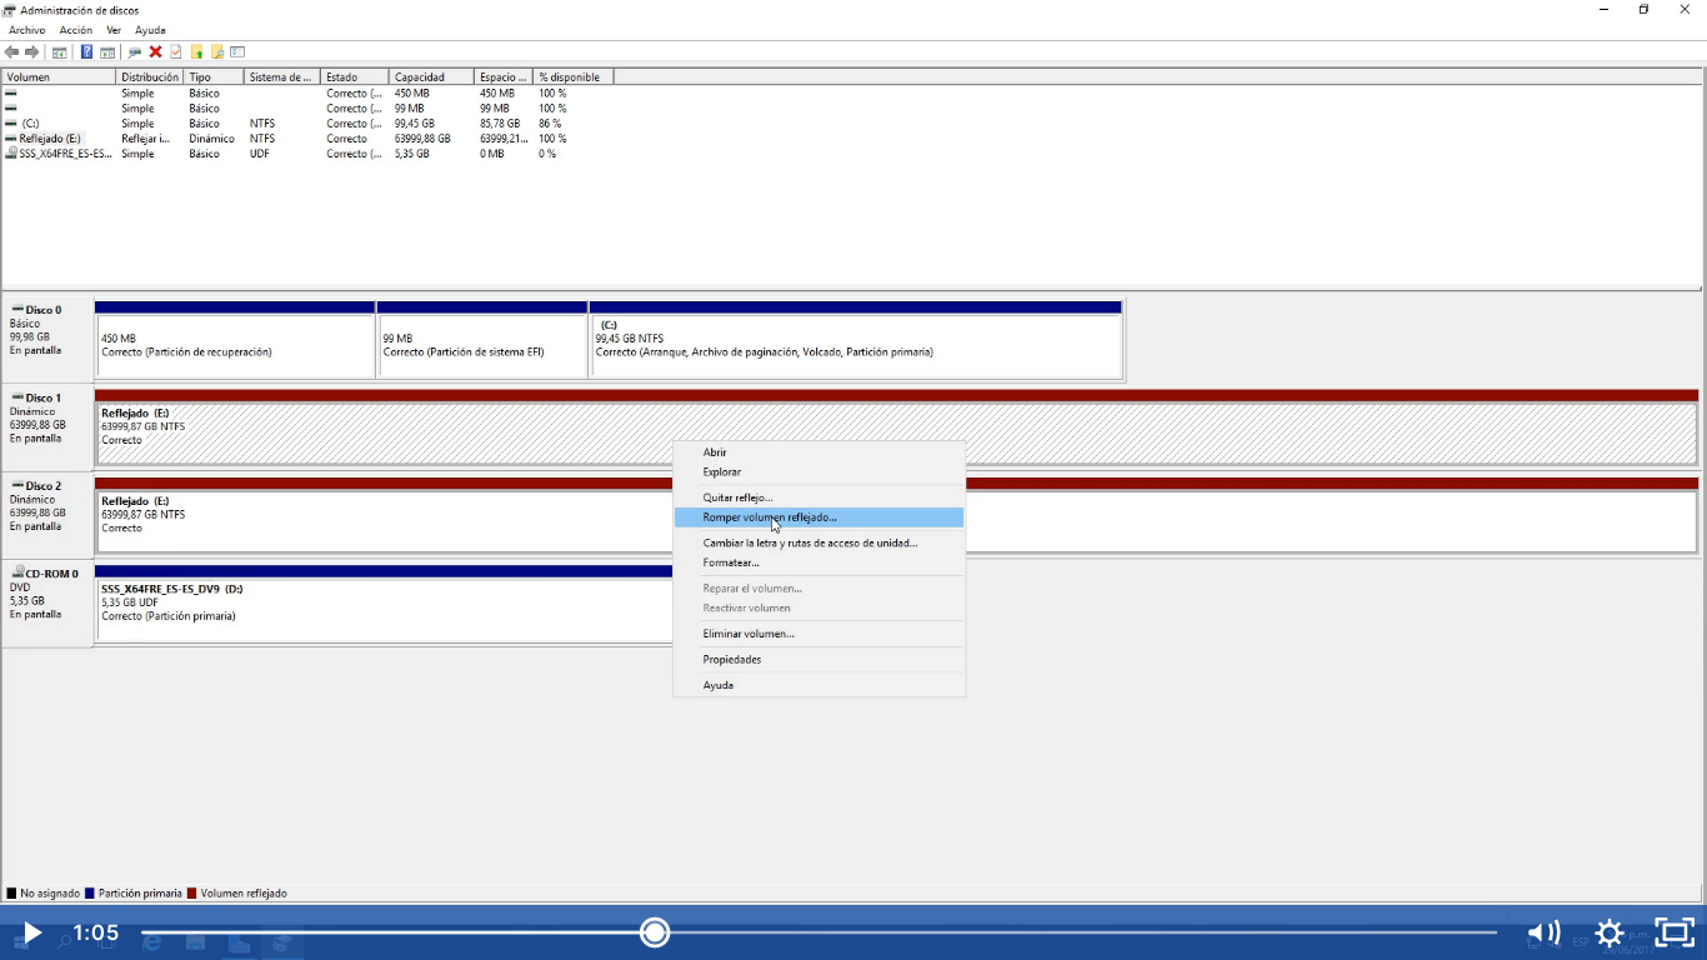 Administración de discos
Archivo Acción Ver Ayuda
Volumen Distribución Tipo Sistema de ... Estado Capacidad Espacio ... % disponible
Simple Básico Correcto (... 450 MB 450 MB 100 %
Simple Básico Correcto (... 99 MB 99 MB 100 %
(C:) Simple Básico NTFS Correcto (... 99,45 GB 85,78 GB 86 %
Reflejado (E:) Reflejar i... Dinámico NTFS Correcto 63999,88 GB 63999,21... 100 %
SSS_X64FRE_ES-ES... Simple Básico UDF Correcto (... 5,35 GB 0 MB 0 %
Disco 0
Básico
99,98 GB
En pantalla
450 MB
Correcto (Partición de recuperación)
99 MB
Correcto (Partición de sistema EFI)
(C:)
99,45 GB NTFS
Correcto (Arranque, Archivo de paginación, Volcado, Partición primaria)
Disco 1
Dinámico
63999,88 GB
En pantalla
Reflejado (E:)
63999,87 GB NTFS
Correcto
Disco 2
Dinámico
63999,88 GB
En pantalla
Reflejado (E:)
63999,87 GB NTFS
Correcto
CD-ROM 0
DVD
5,35 GB
En pantalla
SSS_X64FRE_ES-ES_DV9 (D:)
5,35 GB UDF
Correcto (Partición primaria)
Abrir
Explorar
Quitar reflejo...
Romper volumen reflejado...
Cambiar la letra y rutas de acceso de unidad...
Formatear...
Reparar el volumen...
Reactivar volumen
Eliminar volumen...
Propiedades
Ayuda
No asignado Partición primaria Volumen reflejado
1:05
ESP
p.m.